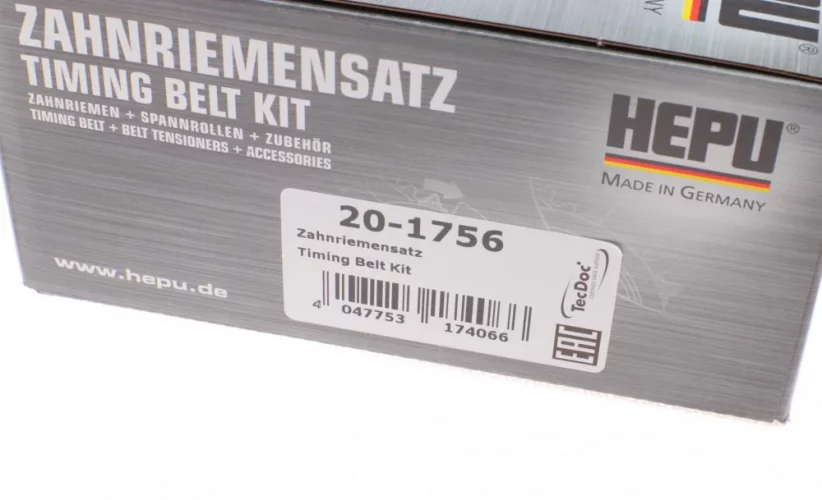 ZAHNRIEMENSATZ
TIMING BELT KIT
ZAHNRIEMEN + SPANNROLLEN + ZUBEHÖR
TIMING BELT + BELT TENSIONERS + ACCESSORIES
HEPU®
MADE IN GERMANY
20-1756
Zahnriemensatz
Timing Belt Kit
4 047753 174066
TecDoc
EAC
www.hepu.de